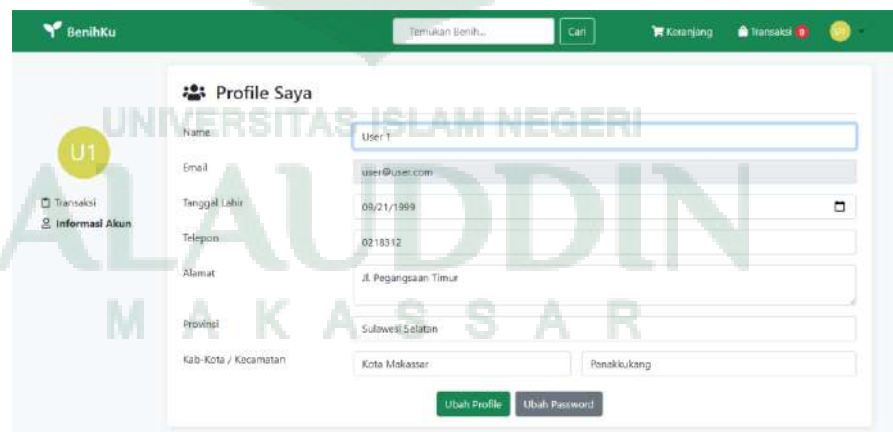 BenihKu
Temukan Benih...
Cari
Keranjang
Transaksi 0
U1
U1
Transaksi
Informasi Akun
Profile Saya
Name
User 1
Email
user@user.com
Tanggal Lahir
09/21/1999
Telepon
0218312
Alamat
Jl. Pegangsaan Timur
Provinsi
Sulawesi Selatan
Kab-Kota / Kecamatan
Kota Makassar
Panakkukang
Ubah Profile
Ubah Password
UNIVERSITAS ISLAM NEGERI
ALAUDDIN
MAKASSAR